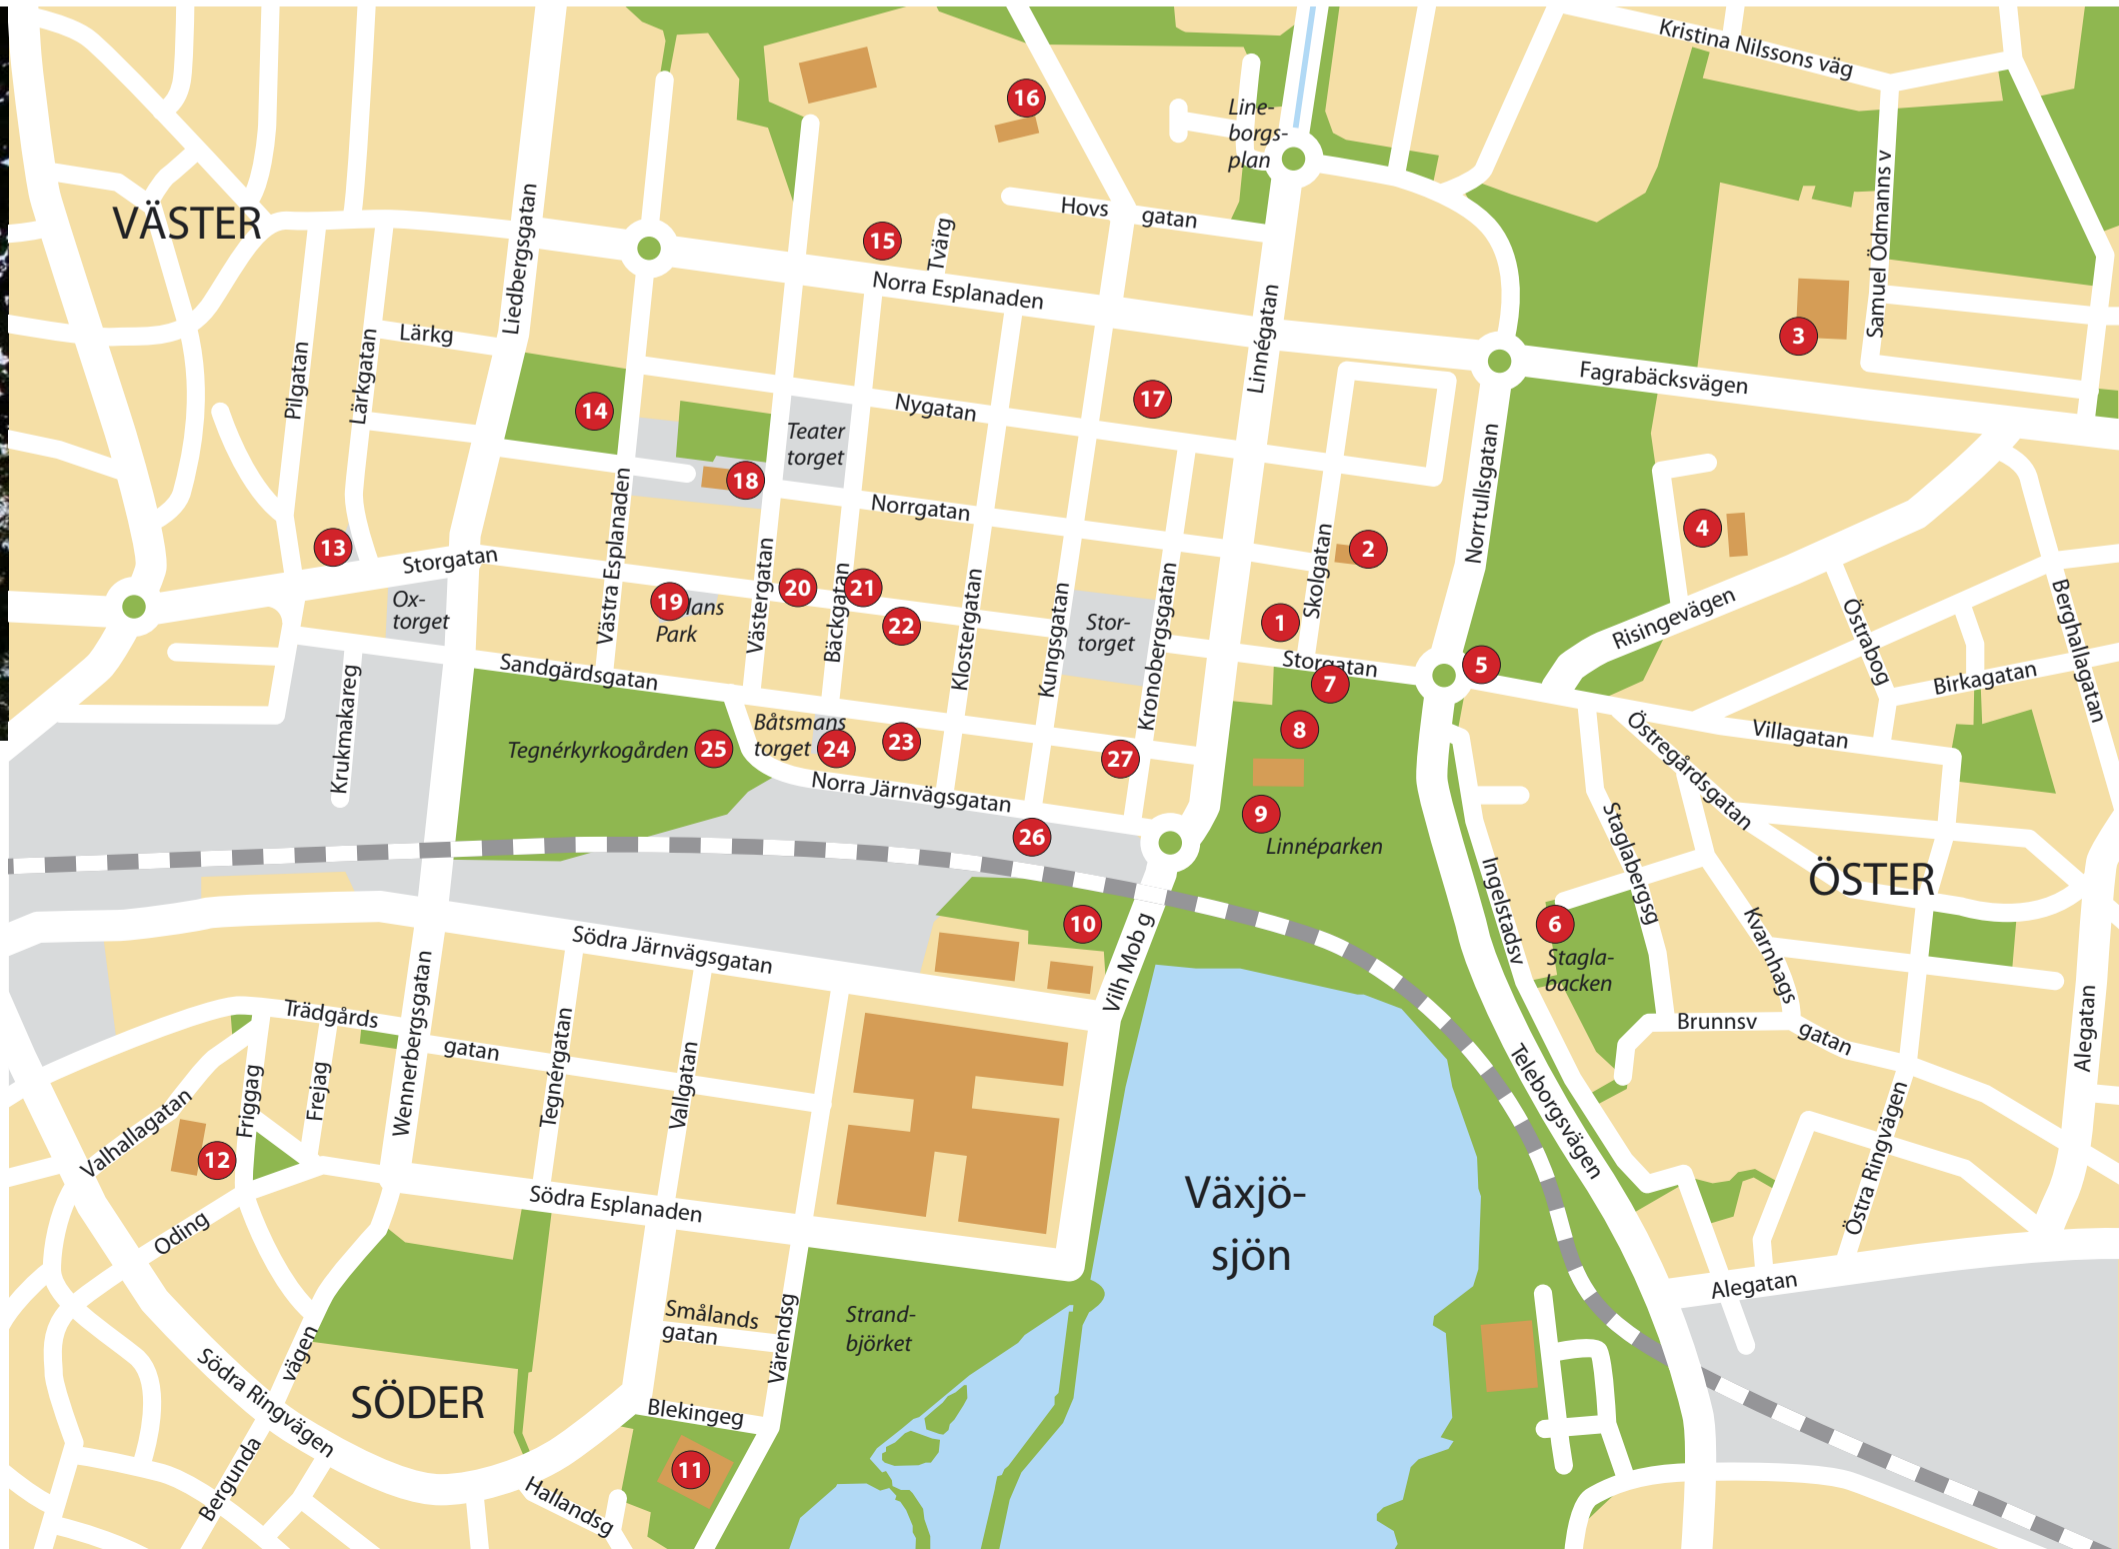 Kristina Nilssons väg
16
Line-
borgs-
plan
VÄSTER
Hovs
gatan
Samuel Ödmanns v
Liedbergsgatan
15
Tvärg
Norra Esplanaden
Linnégatan
3
Lärkg
Pilgatan
Lärkgatan
Fagrabäcksvägen
14
Nygatan
17
Teater
torget
18
Norrtullsgatan
Norrgatan
4
13
Storgatan
Västra Esplanaden
2
Skolgatan
Ox-
torget
19
lans
Park
Västergatan
20
Bäckgatan
21
22
Klostergatan
Kungsgatan
Stor-
torget
Kronobergsgatan
1
Risingevägen
Östrabog
Berghallagatan
Storgatan
5
7
Sandgärdsgatan
Birkagatan
Krukmakareg
Tegnérkyrkogården
25
Båtsmans
torget
24
23
27
8
Villagatan
Östregårdsgatan
Norra Järnvägsgatan
26
9
Linnéparken
Staglabergsg
Ingelstadsv
ÖSTER
10
6
Stagla-
backen
Kvarnhags
gatan
Södra Järnvägsgatan
Vilh Mob g
Trädgårds
gatan
Wennerbergsgatan
Tegnérgatan
Vallgatan
Brunnsv
Alegatan
Friggag
Frejag
Valhallagatan
12
Teleborgsvägen
Östra Ringvägen
Växjö-
sjön
Södra Esplanaden
Oding
Alegatan
Smålands
gatan
Värendsg
Strand-
björket
Södra Ringvägen
vägen
SÖDER
Blekingeg
Bergunda
11
Hallandsg